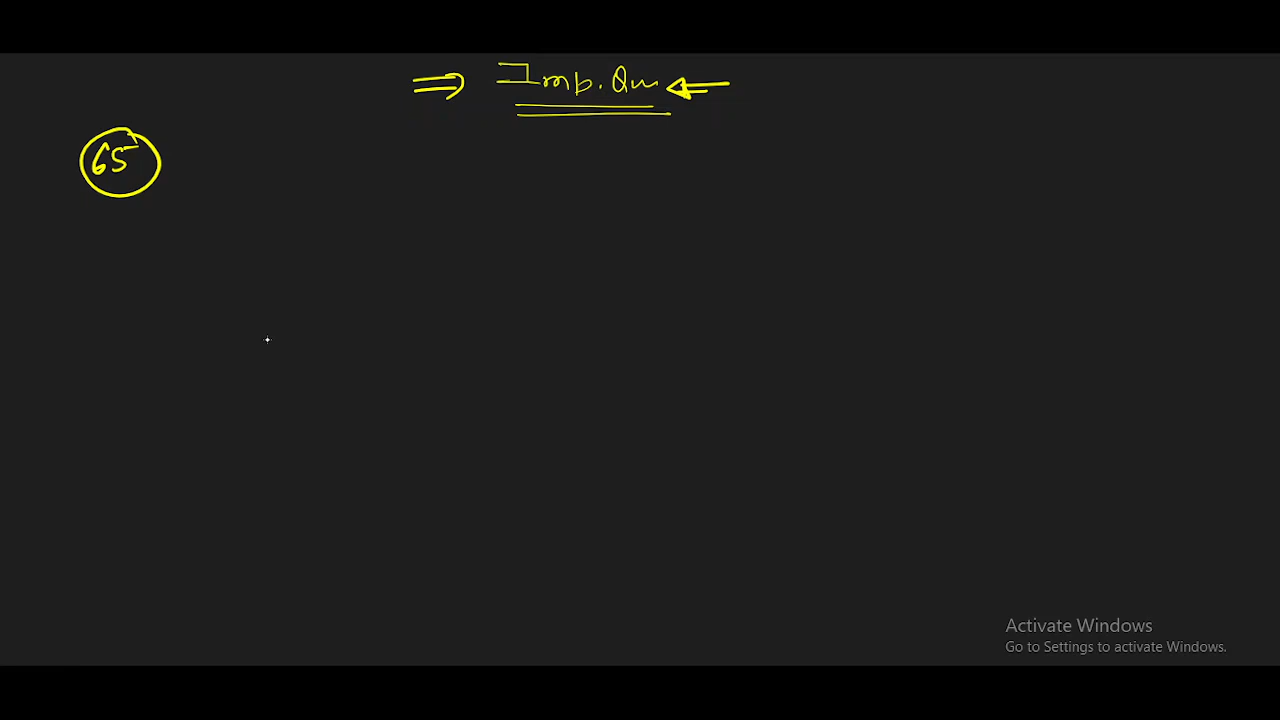 ⇒ Imp. Qu ←
65
Activate Windows
Go to Settings to activate Windows.